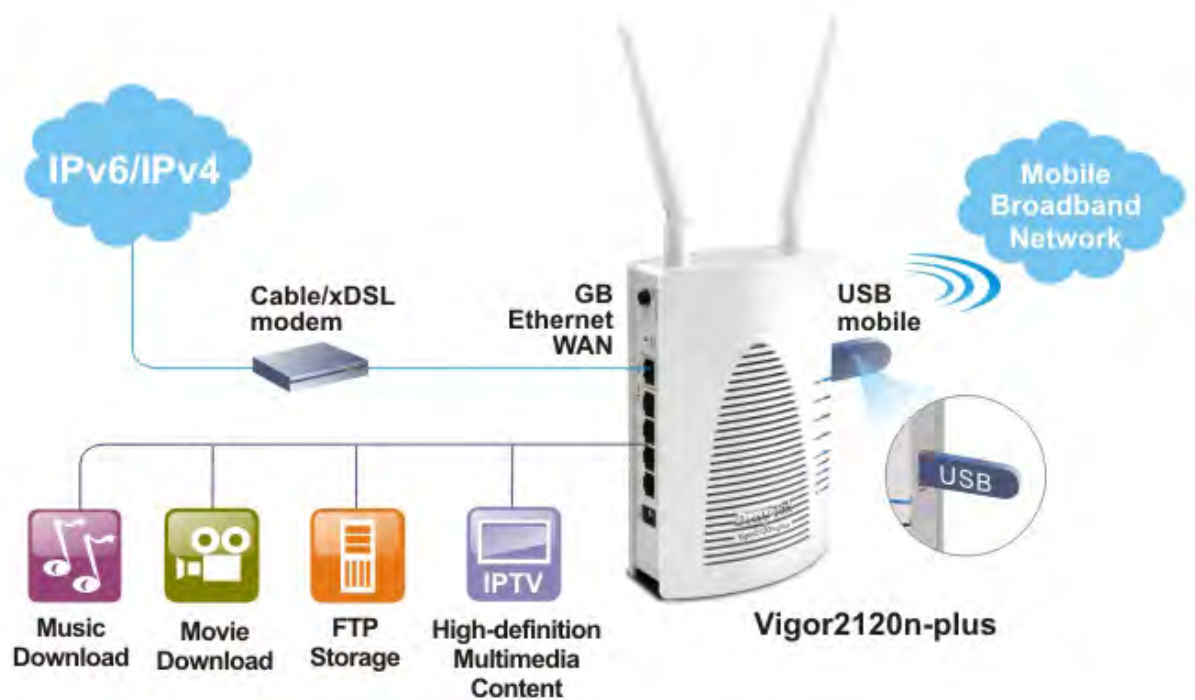 IPv6/IPv4
Mobile
Broadband
Network
Cable/xDSL
modem
GB
Ethernet
WAN
USB
mobile
USB
IPTV
Music
Download
Movie
Download
FTP
Storage
High-definition
Multimedia
Content
Vigor2120n-plus